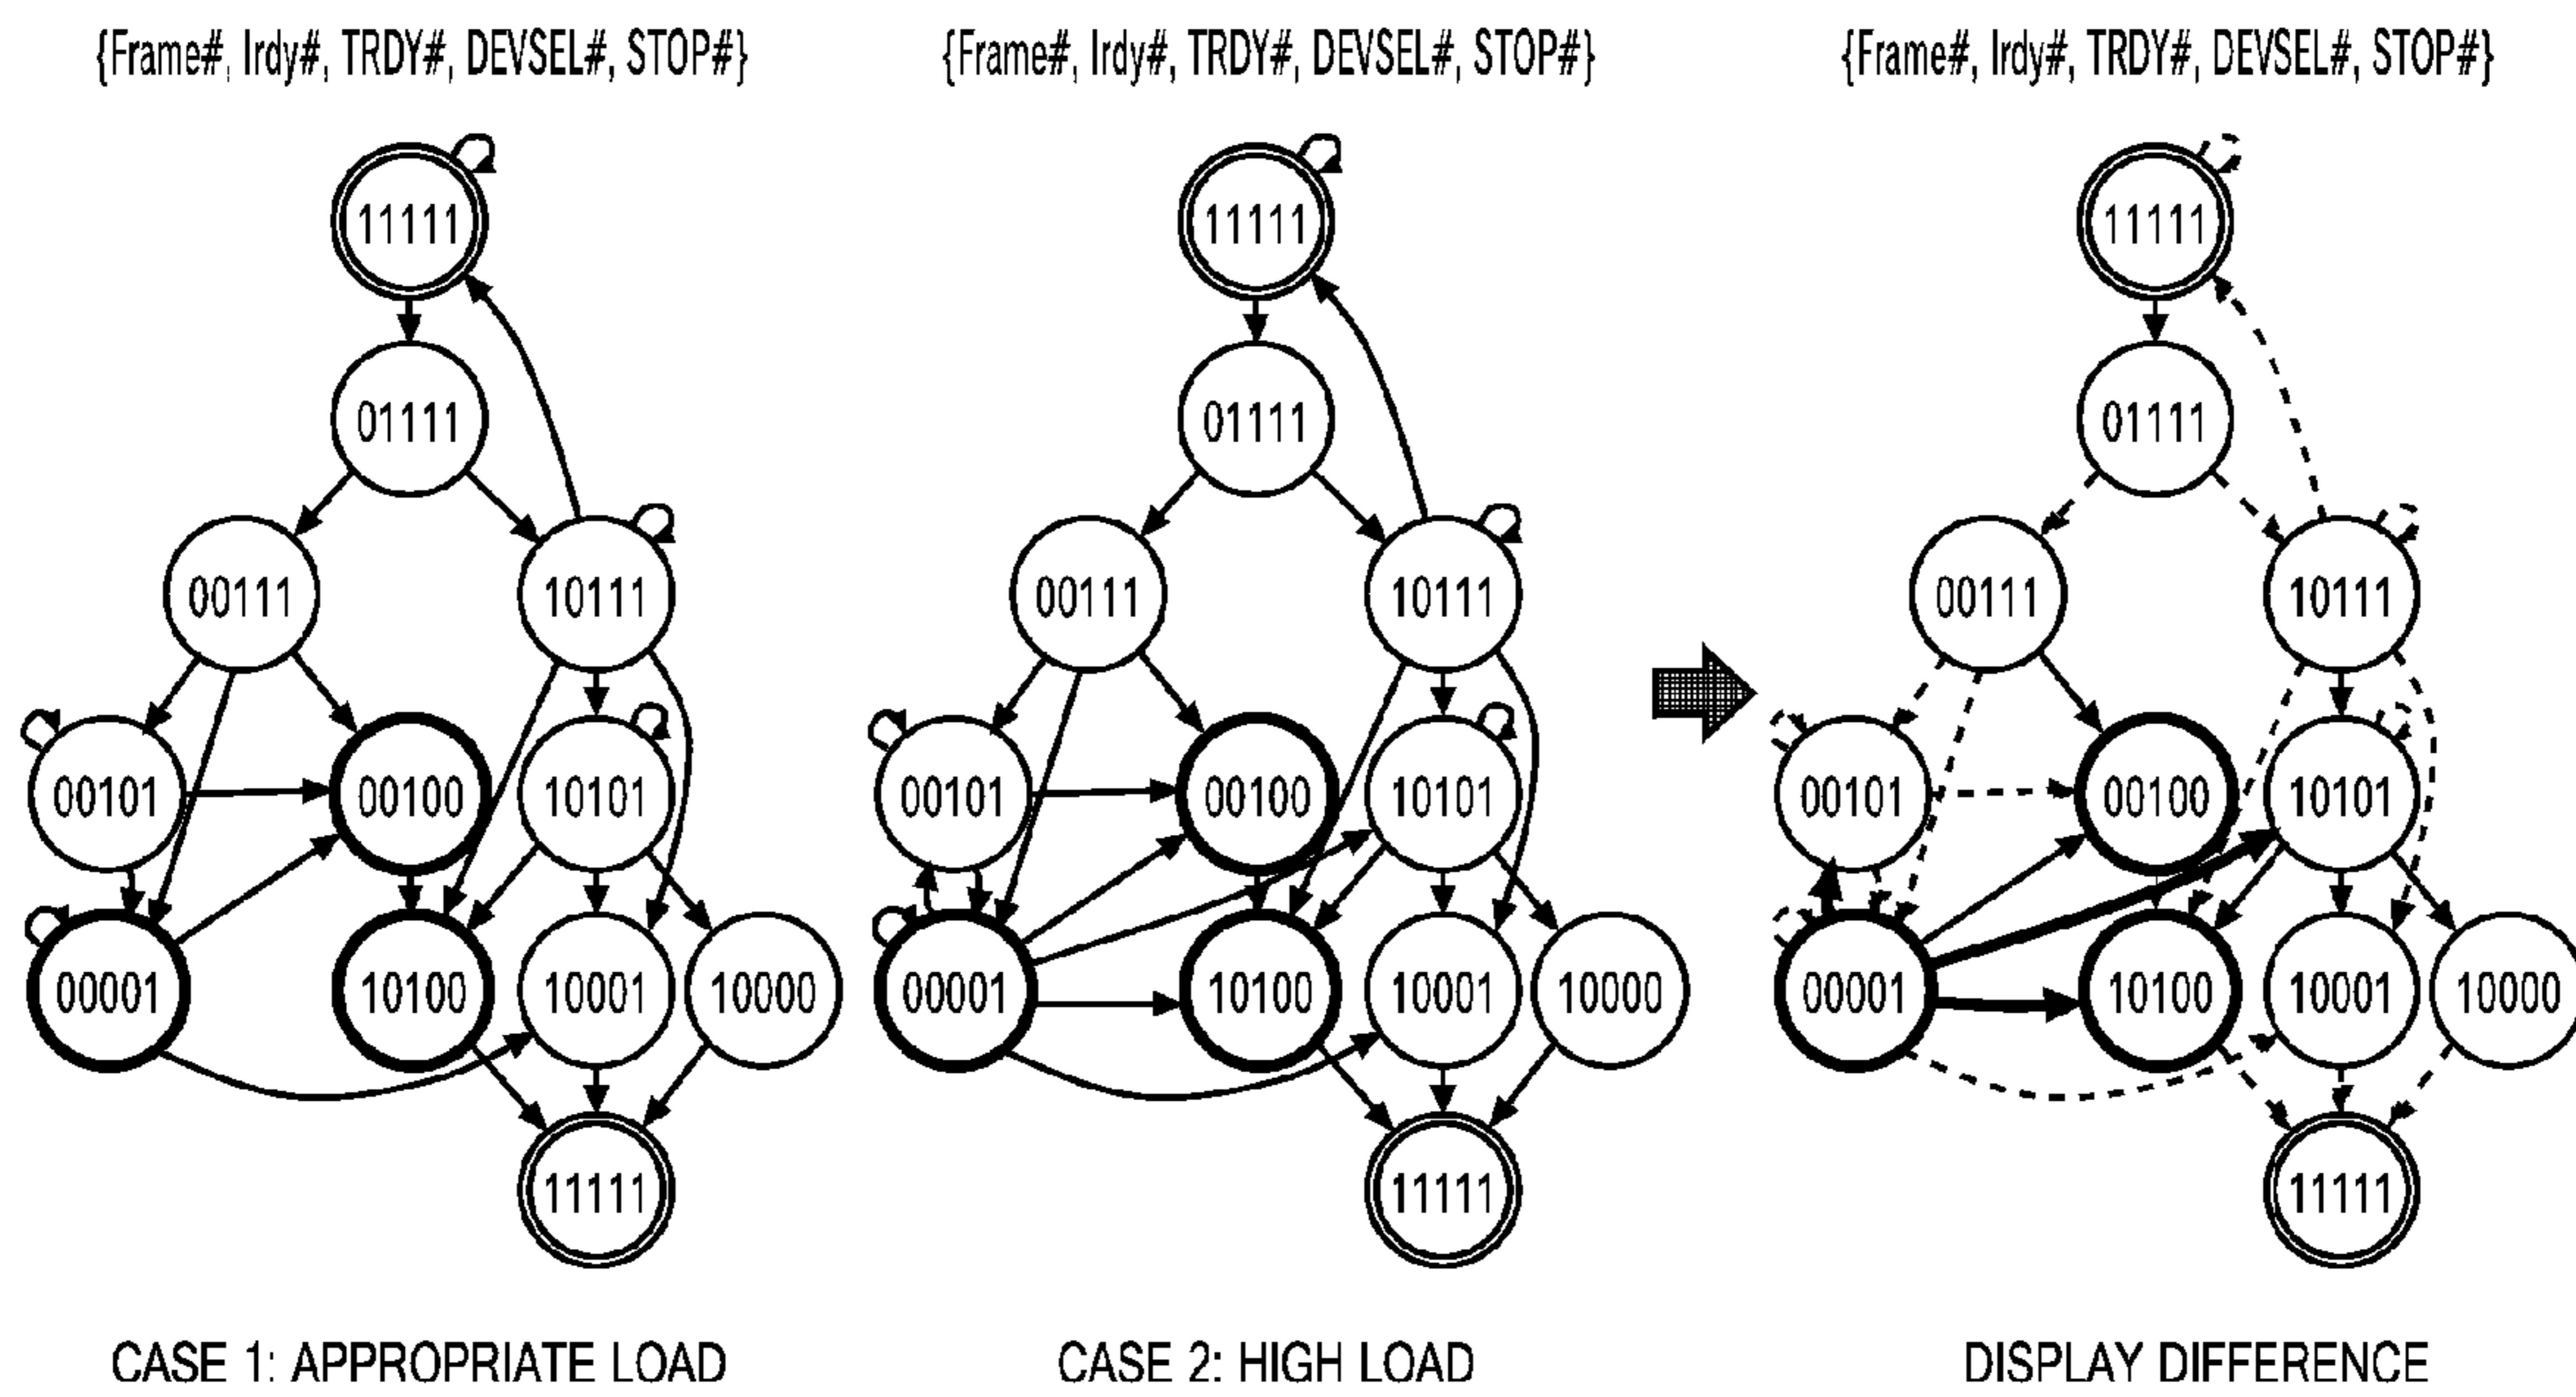 {Frame#, Irdy#, TRDY#, DEVSEL#, STOP#}
11111
01111
00111 10111
00101 00100 10101
00001 10100 10001 10000
11111
CASE 1: APPROPRIATE LOAD
{Frame#, Irdy#, TRDY#, DEVSEL#, STOP#}
11111
01111
00111 10111
00101 00100 10101
00001 10100 10001 10000
11111
CASE 2: HIGH LOAD
{Frame#, Irdy#, TRDY#, DEVSEL#, STOP#}
11111
01111
00111 10111
00101 00100 10101
00001 10100 10001 10000
11111
DISPLAY DIFFERENCE